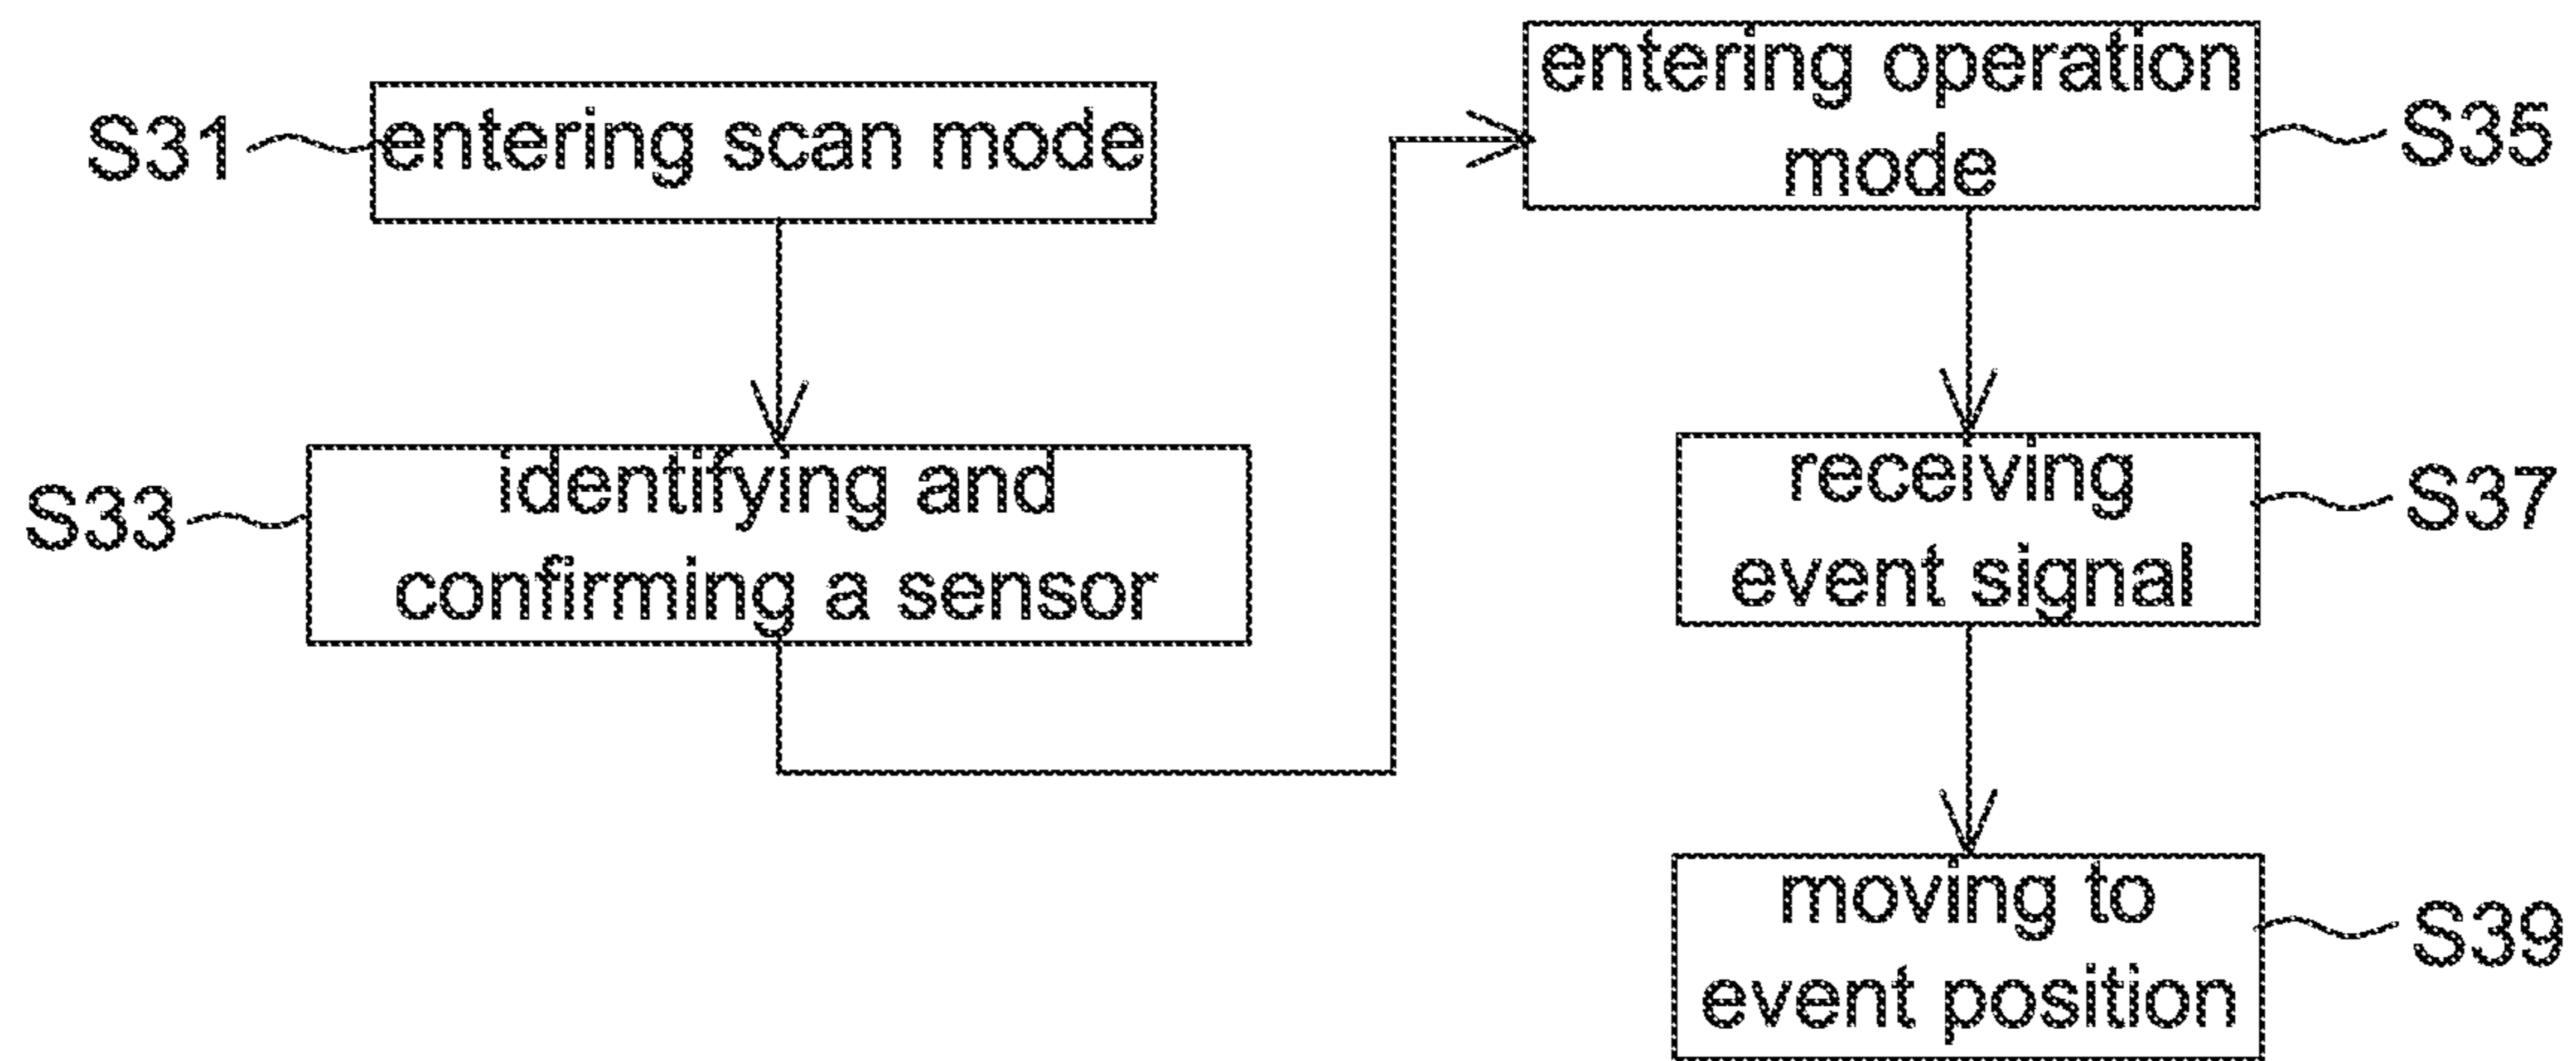 S31
entering scan mode
S33
identifying and
confirming a sensor
entering operation
mode
S35
receiving
event signal
S37
moving to
event position
S39